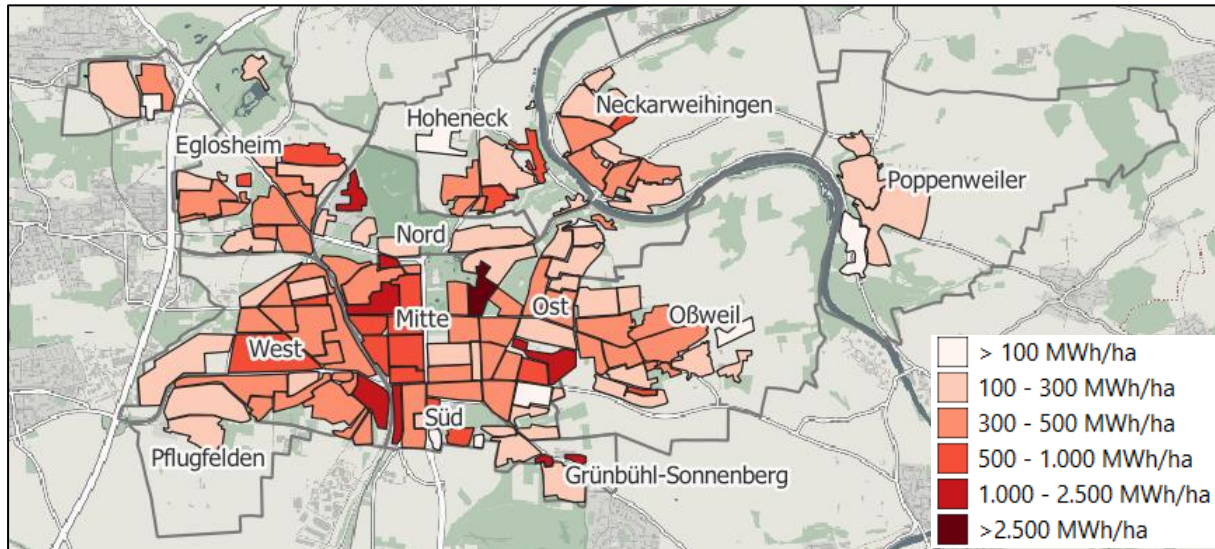 Neckarweihingen
Hoheneck
Eglosheim
Poppenweiler
Nord
Ost
Oßweil
Mitte
West
Süd
Pflugfelden
Grünbühl-Sonnenberg
> 100 MWh/ha
100 - 300 MWh/ha
300 - 500 MWh/ha
500 - 1.000 MWh/ha
1.000 - 2.500 MWh/ha
>2.500 MWh/ha